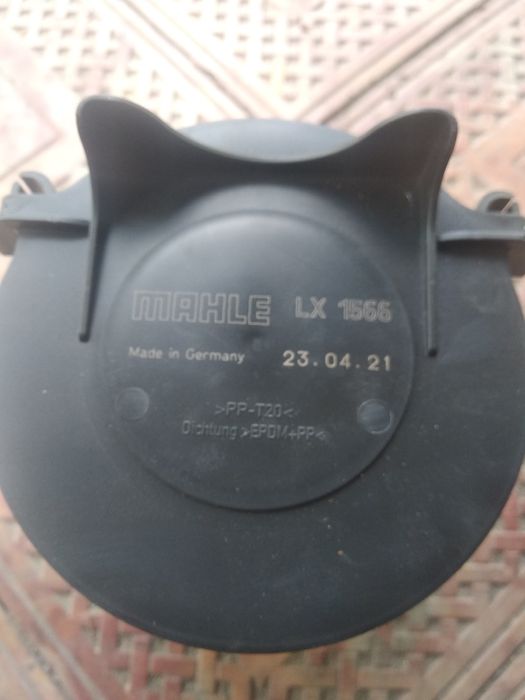 MAHLE LX 1566
Made in Germany 23.04.21
>PP-T20<
Dichtung >EPDM+PP<